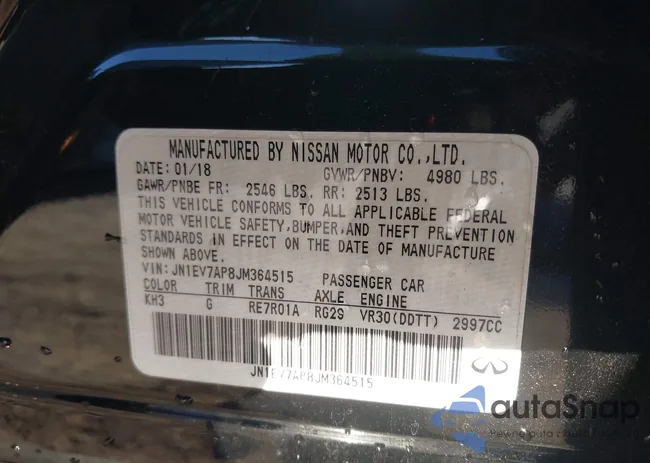 MANUFACTURED BY NISSAN MOTOR CO.,LTD.
DATE: 01/18 GVWR/PNBV: 4980 LBS.
GAWR/PNBE FR: 2546 LBS. RR: 2513 LBS.
THIS VEHICLE CONFORMS TO ALL APPLICABLE FEDERAL
MOTOR VEHICLE SAFETY, BUMPER, AND THEFT PREVENTION
STANDARDS IN EFFECT ON THE DATE OF MANUFACTURE
SHOWN ABOVE.
VIN: JN1EV7AP8JM364515 PASSENGER CAR
COLOR TRIM TRANS AXLE ENGINE
KH3 G RE7R01A RG29 VR30(DDTT) 2997CC
JN1EV7AP8JM364515
autoSnap
Pewne auto z